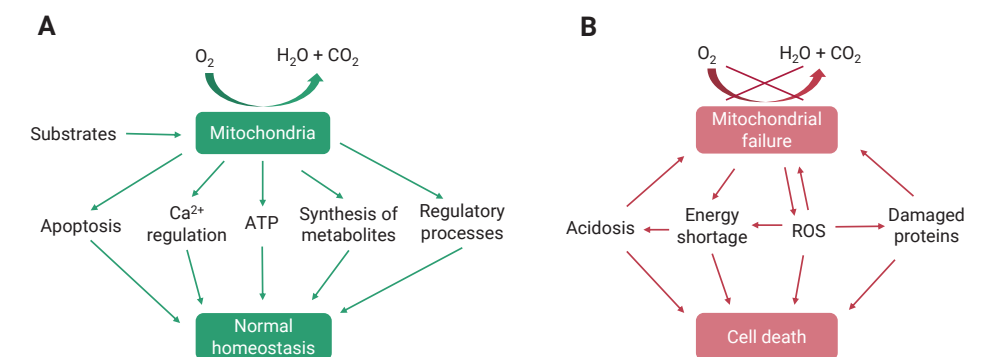 A
O₂
H₂O + CO₂
Substrates
Mitochondria
Apoptosis
Ca²⁺
regulation
ATP
Synthesis of
metabolites
Regulatory
processes
Normal
homeostasis
B
O₂
H₂O + CO₂
Mitochondrial
failure
Acidosis
Energy
shortage
ROS
Damaged
proteins
Cell death